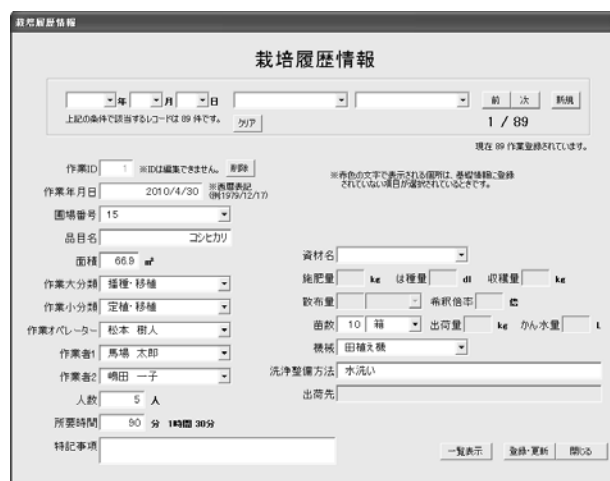 栽培履歴情報
栽培履歴情報
年 月 日 前 次 新規
上記の条件で該当するレコードは 89 件です。 クリア 1 / 89
現在 89 作業登録されています。
作業ID 1 ※IDは編集できません。 削除
※赤色の文字で表示される個所は、基礎情報に登録
されていない項目が選択されているときです。
作業年月日 2010/4/30 ※西暦表記
(例1979/12/17)
圃場番号 15
品目名 コシヒカリ
面積 66.9 ㎡
作業大分類 播種・移植
作業小分類 定植・移植
作業オペレーター 松本 樹人
作業者1 馬場 太郎
作業者2 嶋田 一子
人数 5 人
所要時間 90 分 1時間 30分
特記事項
資材名
施肥量 kg は種量 dl 収穫量 kg
散布量 希釈倍率 倍
苗数 10 箱 出荷量 kg かん水量 L
機械 田植え機
洗浄整備方法 水洗い
出荷先
一覧表示 登録・更新 閉じる